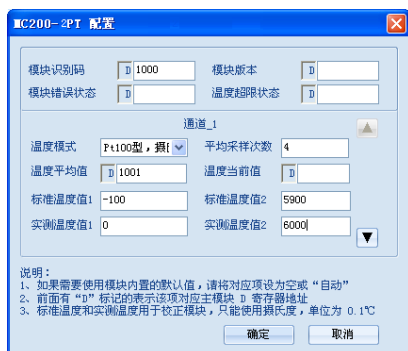 MC200-2PT 配置
模块识别码 D 1000 模块版本 D
模块错误状态 D 温度超限状态 D
通道_1
温度模式 Pt100型，摄 平均采样次数 4
温度平均值 D 1001 温度当前值 D
标准温度值1 -100 标准温度值2 5900
实测温度值1 0 实测温度值2 6000
说明：
1、如果需要使用模块内置的默认值，请将对应项设为空或“自动”
2、前面有“D”标记的表示该项对应主模块 D 寄存器地址
3、标准温度和实测温度用于校正模块，只能使用摄氏度，单位为 0.1℃
确定 取消